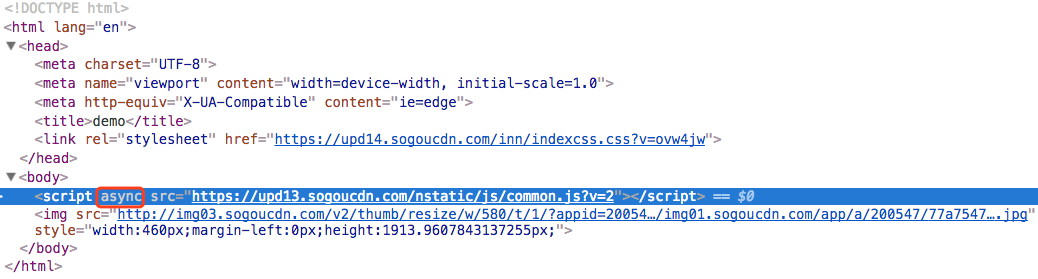 <!DOCTYPE html>
<html lang="en">
▼<head>
<meta charset="UTF-8">
<meta name="viewport" content="width=device-width, initial-scale=1.0">
<meta http-equiv="X-UA-Compatible" content="ie=edge">
<title>demo</title>
<link rel="stylesheet" href="https://upd14.sogoucdn.com/inn/indexcss.css?v=ovw4jw">
</head>
▼<body>
<script async src="https://upd13.sogoucdn.com/nstatic/js/common.js?v=2"></script> == $0
<img src="http://img03.sogoucdn.com/v2/thumb/resize/w/580/t/1/?appid=20054…/img01.sogoucdn.com/app/a/200547/77a7547….jpg"
style="width:460px;margin-left:0px;height:1913.9607843137255px;">
</body>
</html>